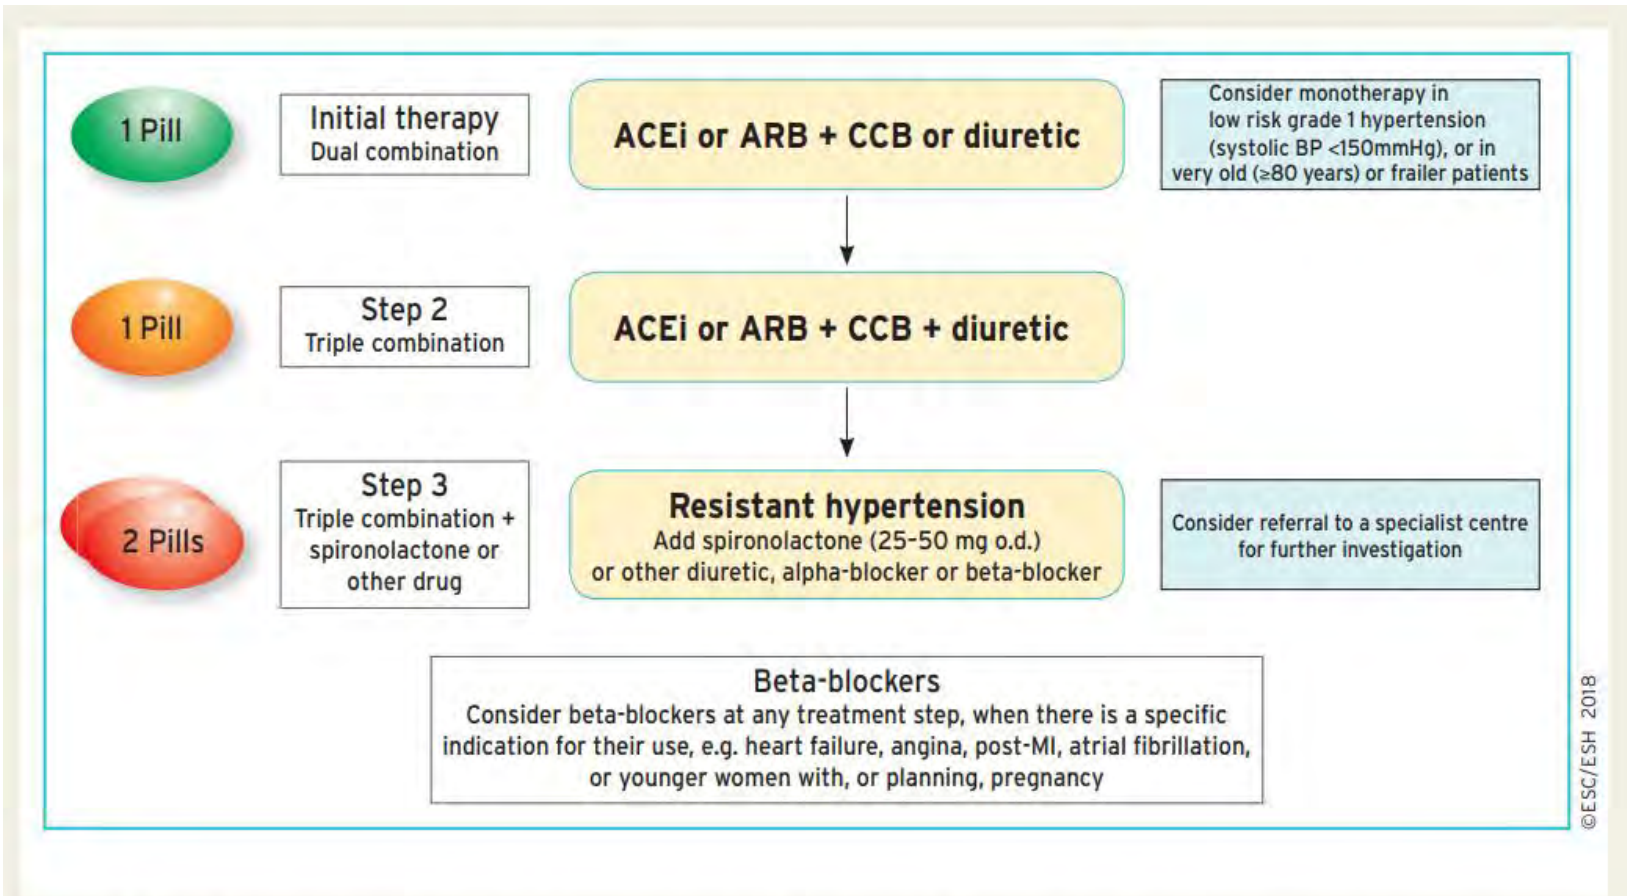 1 Pill
Initial therapy
Dual combination
ACEi or ARB + CCB or diuretic
Consider monotherapy in
low risk grade 1 hypertension
(systolic BP <150mmHg), or in
very old (≥80 years) or frailer patients
1 Pill
Step 2
Triple combination
ACEi or ARB + CCB + diuretic
2 Pills
Step 3
Triple combination +
spironolactone or
other drug
Resistant hypertension
Add spironolactone (25–50 mg o.d.)
or other diuretic, alpha-blocker or beta-blocker
Consider referral to a specialist centre
for further investigation
Beta-blockers
Consider beta-blockers at any treatment step, when there is a specific
indication for their use, e.g. heart failure, angina, post-MI, atrial fibrillation,
or younger women with, or planning, pregnancy
©ESC/ESH 2018